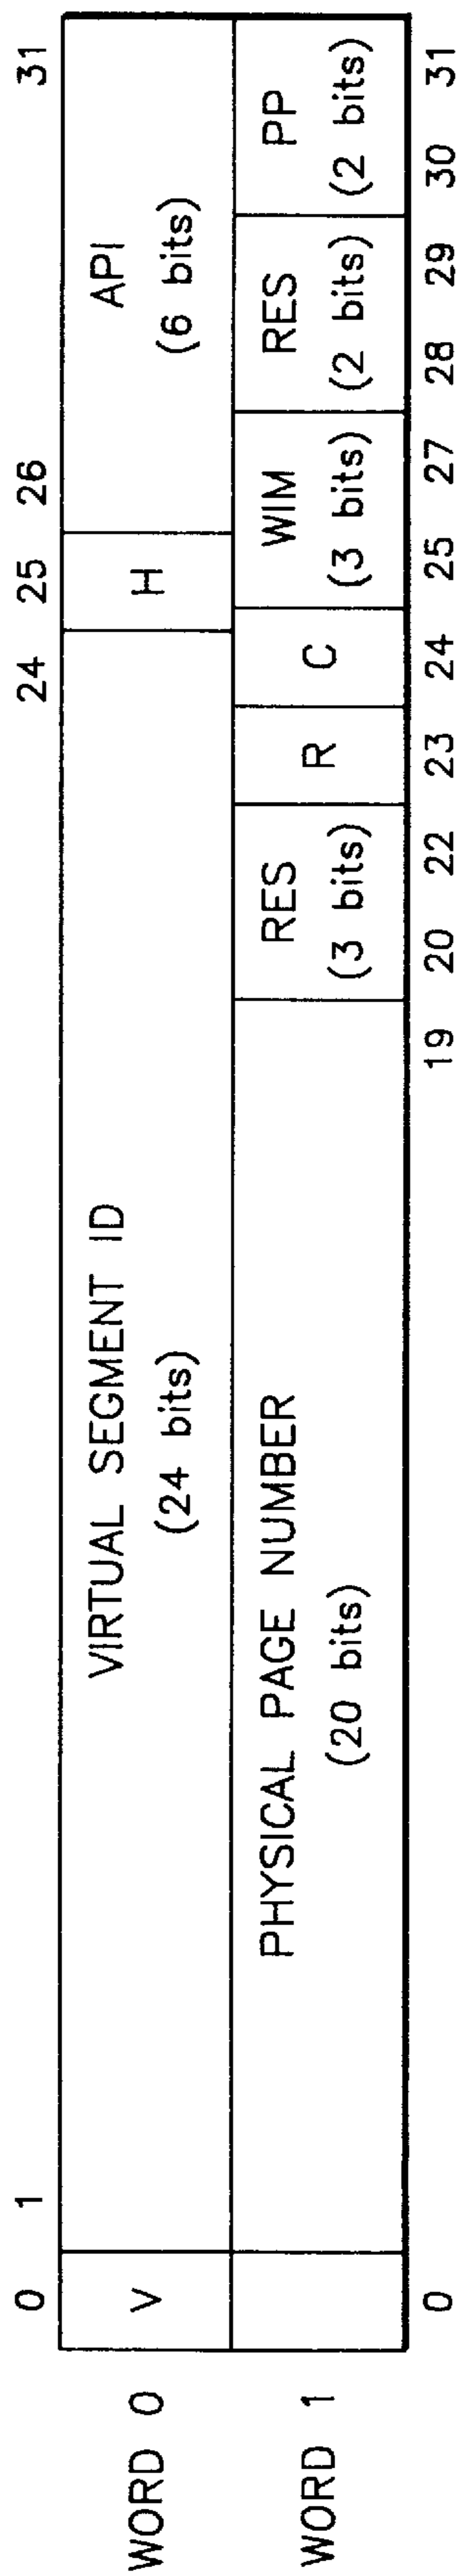 0 1 24 25 26 31
WORD 0 V VIRTUAL SEGMENT ID H API
(24 bits) (6 bits)
WORD 1 PHYSICAL PAGE NUMBER RES R C WIM RES PP
(20 bits) (3 bits) (3 bits) (2 bits) (2 bits)
0 19 20 22 23 24 25 27 28 29 30 31